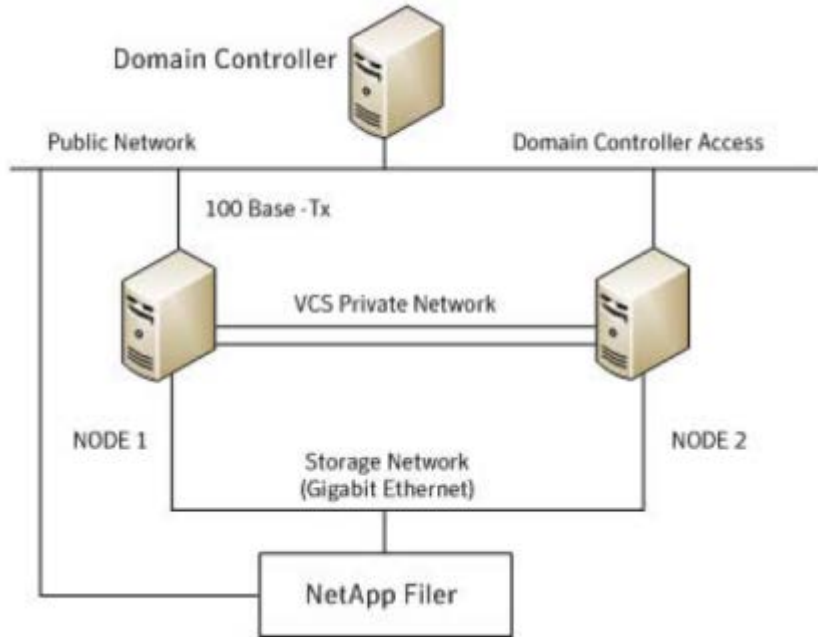 Domain Controller
Public Network
Domain Controller Access
100 Base -Tx
VCS Private Network
NODE 1
NODE 2
Storage Network
(Gigabit Ethernet)
NetApp Filer